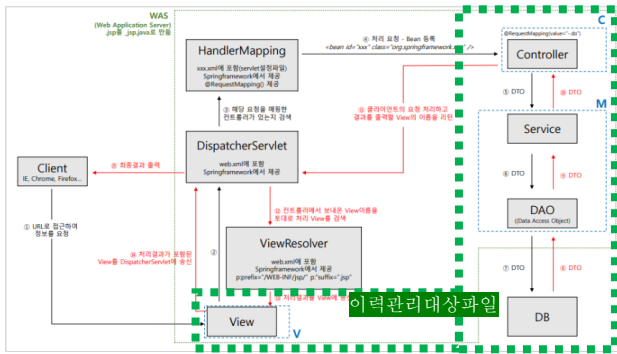 WAS
(Web Application Server)
.jsp를 _jsp.java로 만듦
④ 처리 요청 - Bean 등록
<bean id="xxx" class="org.springframework.xxx" />
C
@RequestMapping(value="~.do")
Controller
HandlerMapping
xxx.xml에 포함(servlet설정파일)
Springframework에서 제공
@RequestMapping() 제공
⑤ DTO
⑩ DTO
M
③ 해당 요청을 매핑한
컨트롤러가 있는지 검색
⑪ 클라이언트의 요청 처리하고
결과를 출력할 View의 이름을 리턴
Service
DispatcherServlet
web.xml에 포함
Springframework에서 제공
Client
IE, Chrome, Firefox...
최종결과 출력
⑥ DTO
⑨ DTO
DAO
(Data Access Object)
① URL로 접근하여
정보를 요청
⑫ 컨트롤러에서 보내온 View이름을
토대로 처리 View를 검색
②
처리결과가 포함된
View를 DispatcherServlet에 송신
ViewResolver
web.xml에 포함
Springframework에서 제공
p:prefix="/WEB-INF/jsp/" p:"suffix=".jsp"
⑦ DTO
⑧ DTO
처리결과를 View에
이력관리대상파일
View
V
DB